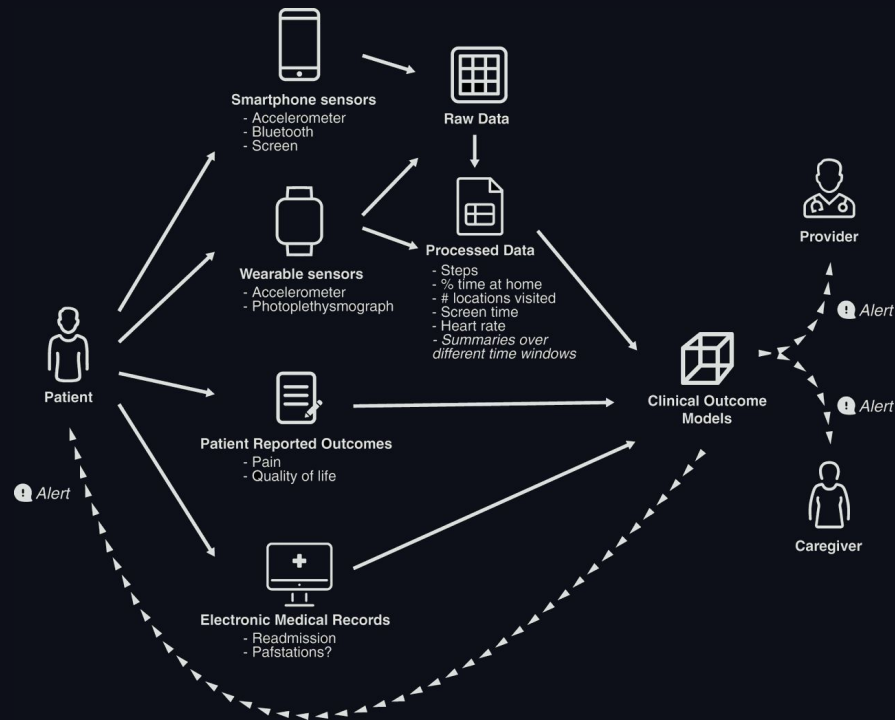 Smartphone sensors
- Accelerometer
- Bluetooth
- Screen
Raw Data
Wearable sensors
- Accelerometer
- Photoplethysmograph
Processed Data
- Steps
- % time at home
- # locations visited
- Screen time
- Heart rate
- Summaries over
different time windows
Provider
! Alert
Patient
Clinical Outcome
Models
! Alert
Patient Reported Outcomes
- Pain
- Quality of life
! Alert
Caregiver
Electronic Medical Records
- Readmission
- Pafstations?